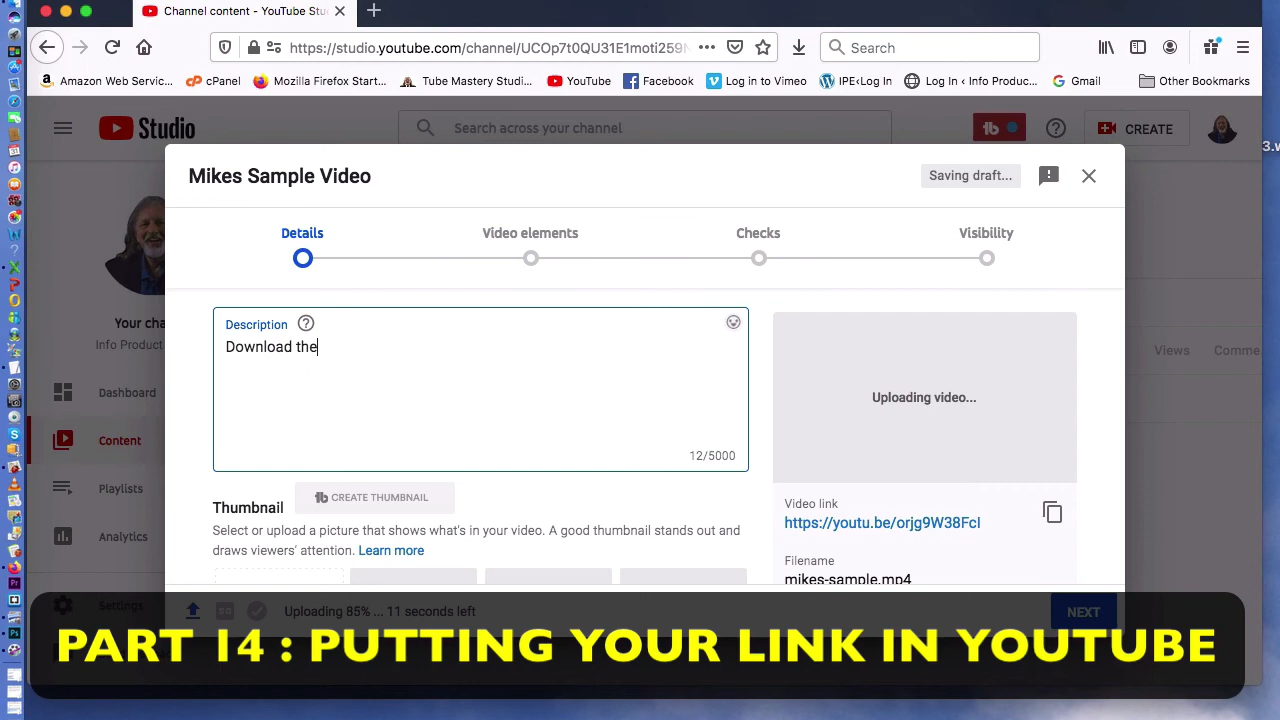 Channel content - YouTube Stu
https://studio.youtube.com/channel/UCOp7t0QU31E1moti259N
Search
Amazon Web Servic...
cPanel
Mozilla Firefox Start...
Tube Mastery Studi...
YouTube
Facebook
Log in to Vimeo
IPE‹Log In
Log In ‹ Info Produc...
Gmail
Other Bookmarks
Studio
Search across your channel
CREATE
3.w
Mikes Sample Video
Saving draft...
Details
Video elements
Checks
Visibility
Description
Download the
12/5000
Uploading video...
Your cha
Info Product
Views
Comme
Dashboard
Content
Playlists
Analytics
Settings
Thumbnail
CREATE THUMBNAIL
Select or upload a picture that shows what's in your video. A good thumbnail stands out and
draws viewers' attention. Learn more
Video link
https://youtu.be/orjg9W38FcI
Filename
mikes-sample.mp4
Uploading 85% ... 11 seconds left
NEXT
PART 14 : PUTTING YOUR LINK IN YOUTUBE